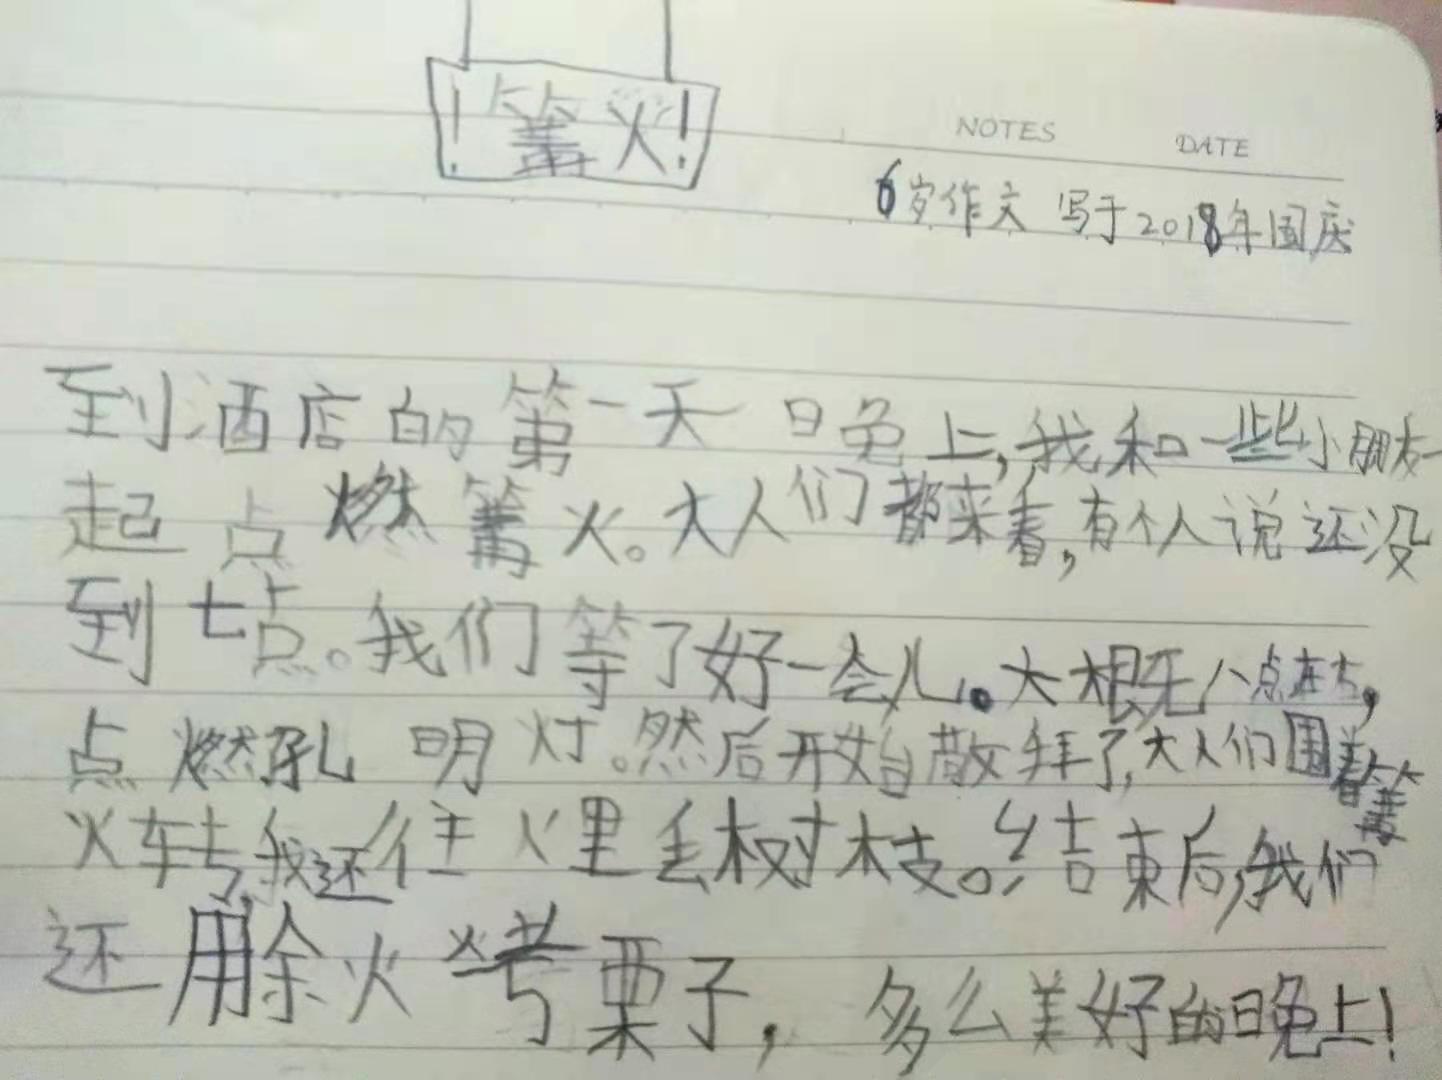 ！篝火！
NOTES DATE
6岁作文 写于2018年国庆
到酒店的第一天晚上,我和一些小朋友一
起点燃篝火。大人们都来看,有个人说还没
到七点。我们等了好一会儿。大概在八点左右,
点燃孔明灯。然后开始散拜了,大人们围着篝
火转,我还往火里丢树枝。结束后,我们
还用余火烤栗子，多么美好的晚上!